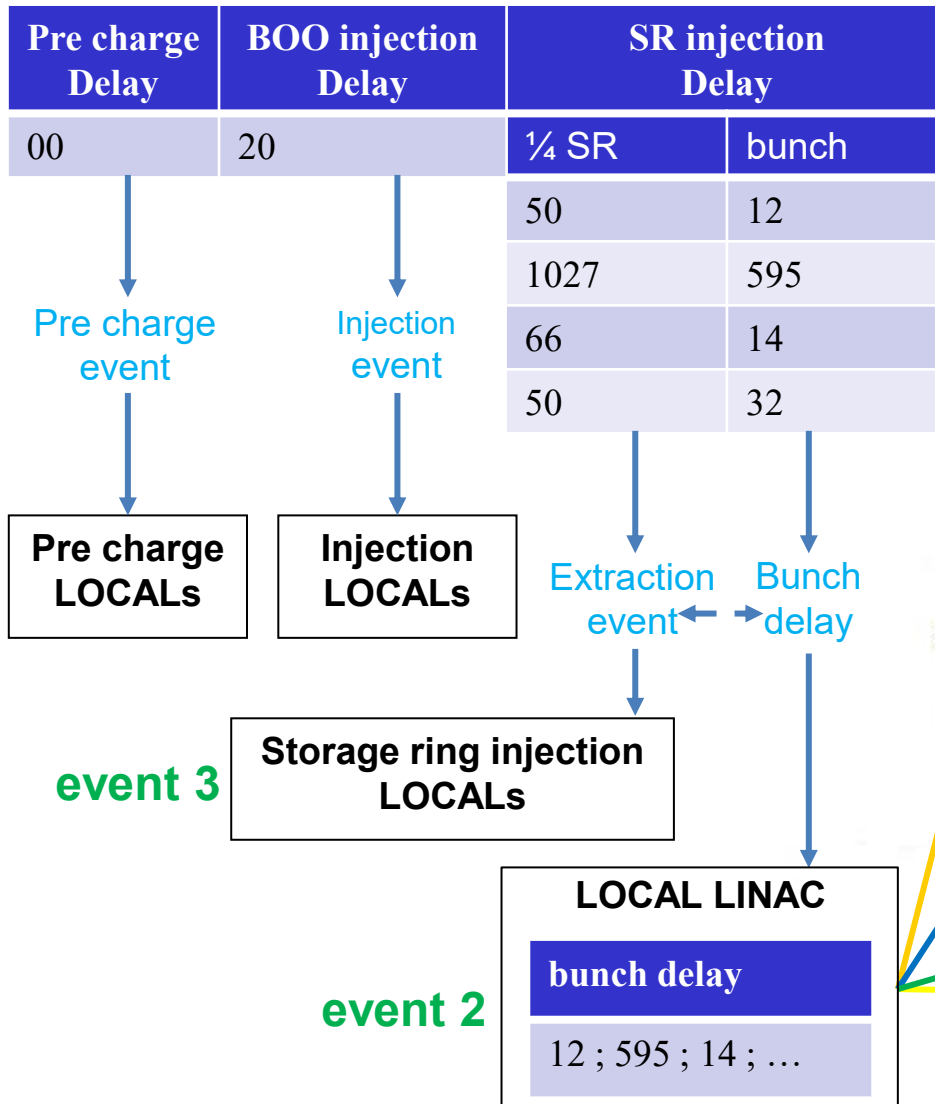 Pre charge
Delay
BOO injection
Delay
SR injection
Delay
00
20
¼ SR
bunch
50
12
1027
595
66
14
50
32
Pre charge
event
Injection
event
Pre charge
LOCALs
Injection
LOCALs
Extraction
event
Bunch
delay
event 3
Storage ring injection
LOCALs
LOCAL LINAC
event 2
bunch delay
12 ; 595 ; 14 ; …